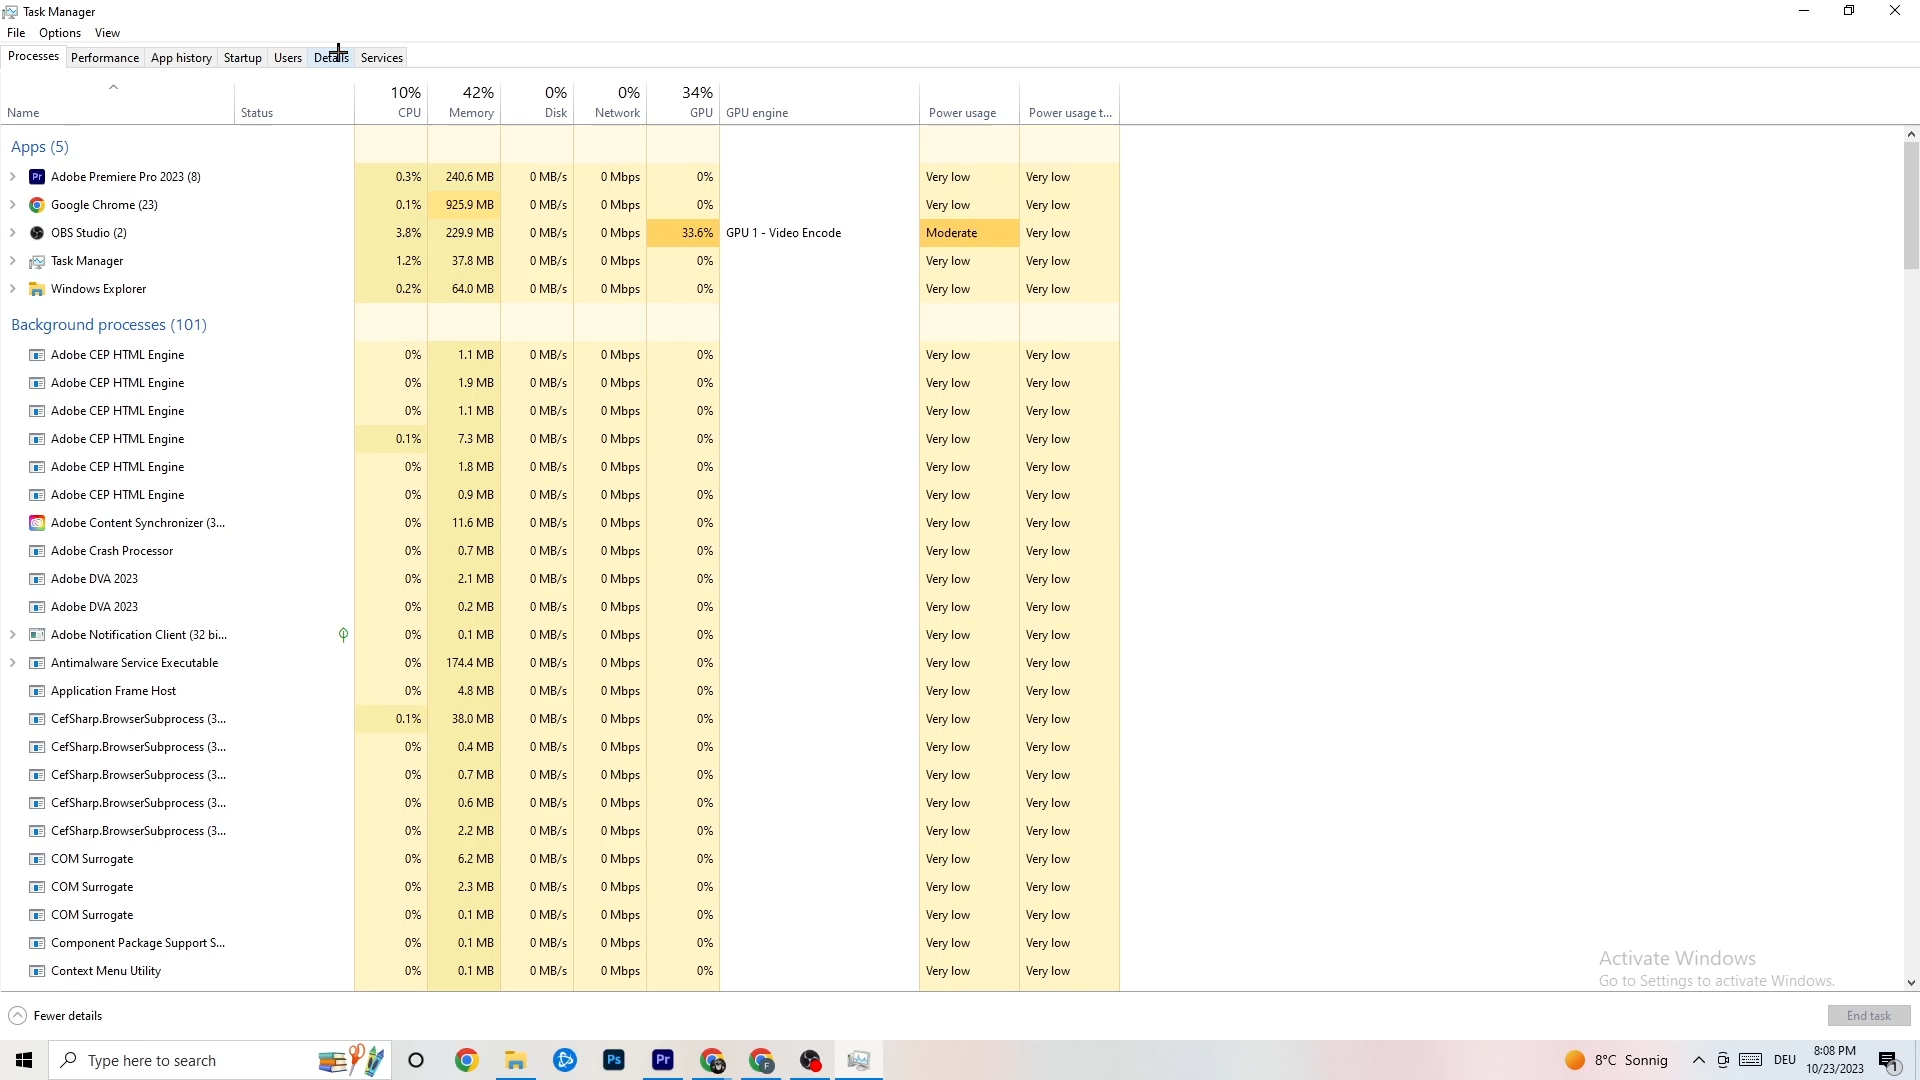 Task Manager
File Options View
Processes Performance App history Startup Users Details Services
10% 42% 0% 0% 34%
Name Status CPU Memory Disk Network GPU GPU engine Power usage Power usage t...
Apps (5)
Adobe Premiere Pro 2023 (8) 0.3% 240.6 MB 0 MB/s 0 Mbps 0% Very low Very low
Google Chrome (23) 0.1% 925.9 MB 0 MB/s 0 Mbps 0% Very low Very low
OBS Studio (2) 3.8% 229.9 MB 0 MB/s 0 Mbps 33.6% GPU 1 - Video Encode Moderate Very low
Task Manager 1.2% 37.8 MB 0 MB/s 0 Mbps 0% Very low Very low
Windows Explorer 0.2% 64.0 MB 0 MB/s 0 Mbps 0% Very low Very low
Background processes (101)
Adobe CEP HTML Engine 0% 1.1 MB 0 MB/s 0 Mbps 0% Very low Very low
Adobe CEP HTML Engine 0% 1.9 MB 0 MB/s 0 Mbps 0% Very low Very low
Adobe CEP HTML Engine 0% 1.1 MB 0 MB/s 0 Mbps 0% Very low Very low
Adobe CEP HTML Engine 0.1% 7.3 MB 0 MB/s 0 Mbps 0% Very low Very low
Adobe CEP HTML Engine 0% 1.8 MB 0 MB/s 0 Mbps 0% Very low Very low
Adobe CEP HTML Engine 0% 0.9 MB 0 MB/s 0 Mbps 0% Very low Very low
Adobe Content Synchronizer (3... 0% 11.6 MB 0 MB/s 0 Mbps 0% Very low Very low
Adobe Crash Processor 0% 0.7 MB 0 MB/s 0 Mbps 0% Very low Very low
Adobe DVA 2023 0% 2.1 MB 0 MB/s 0 Mbps 0% Very low Very low
Adobe DVA 2023 0% 0.2 MB 0 MB/s 0 Mbps 0% Very low Very low
Adobe Notification Client (32 bi... 0% 0.1 MB 0 MB/s 0 Mbps 0% Very low Very low
Antimalware Service Executable 0% 174.4 MB 0 MB/s 0 Mbps 0% Very low Very low
Application Frame Host 0% 4.8 MB 0 MB/s 0 Mbps 0% Very low Very low
CefSharp.BrowserSubprocess (3... 0.1% 38.0 MB 0 MB/s 0 Mbps 0% Very low Very low
CefSharp.BrowserSubprocess (3... 0% 0.4 MB 0 MB/s 0 Mbps 0% Very low Very low
CefSharp.BrowserSubprocess (3... 0% 0.7 MB 0 MB/s 0 Mbps 0% Very low Very low
CefSharp.BrowserSubprocess (3... 0% 0.6 MB 0 MB/s 0 Mbps 0% Very low Very low
CefSharp.BrowserSubprocess (3... 0% 2.2 MB 0 MB/s 0 Mbps 0% Very low Very low
COM Surrogate 0% 6.2 MB 0 MB/s 0 Mbps 0% Very low Very low
COM Surrogate 0% 2.3 MB 0 MB/s 0 Mbps 0% Very low Very low
COM Surrogate 0% 0.1 MB 0 MB/s 0 Mbps 0% Very low Very low
Component Package Support S... 0% 0.1 MB 0 MB/s 0 Mbps 0% Very low Very low
Context Menu Utility 0% 0.1 MB 0 MB/s 0 Mbps 0% Very low Very low
Activate Windows
Go to Settings to activate Windows.
Fewer details End task
Type here to search Ps Pr F 8°C Sonnig DEU 8:08 PM
10/23/2023 1